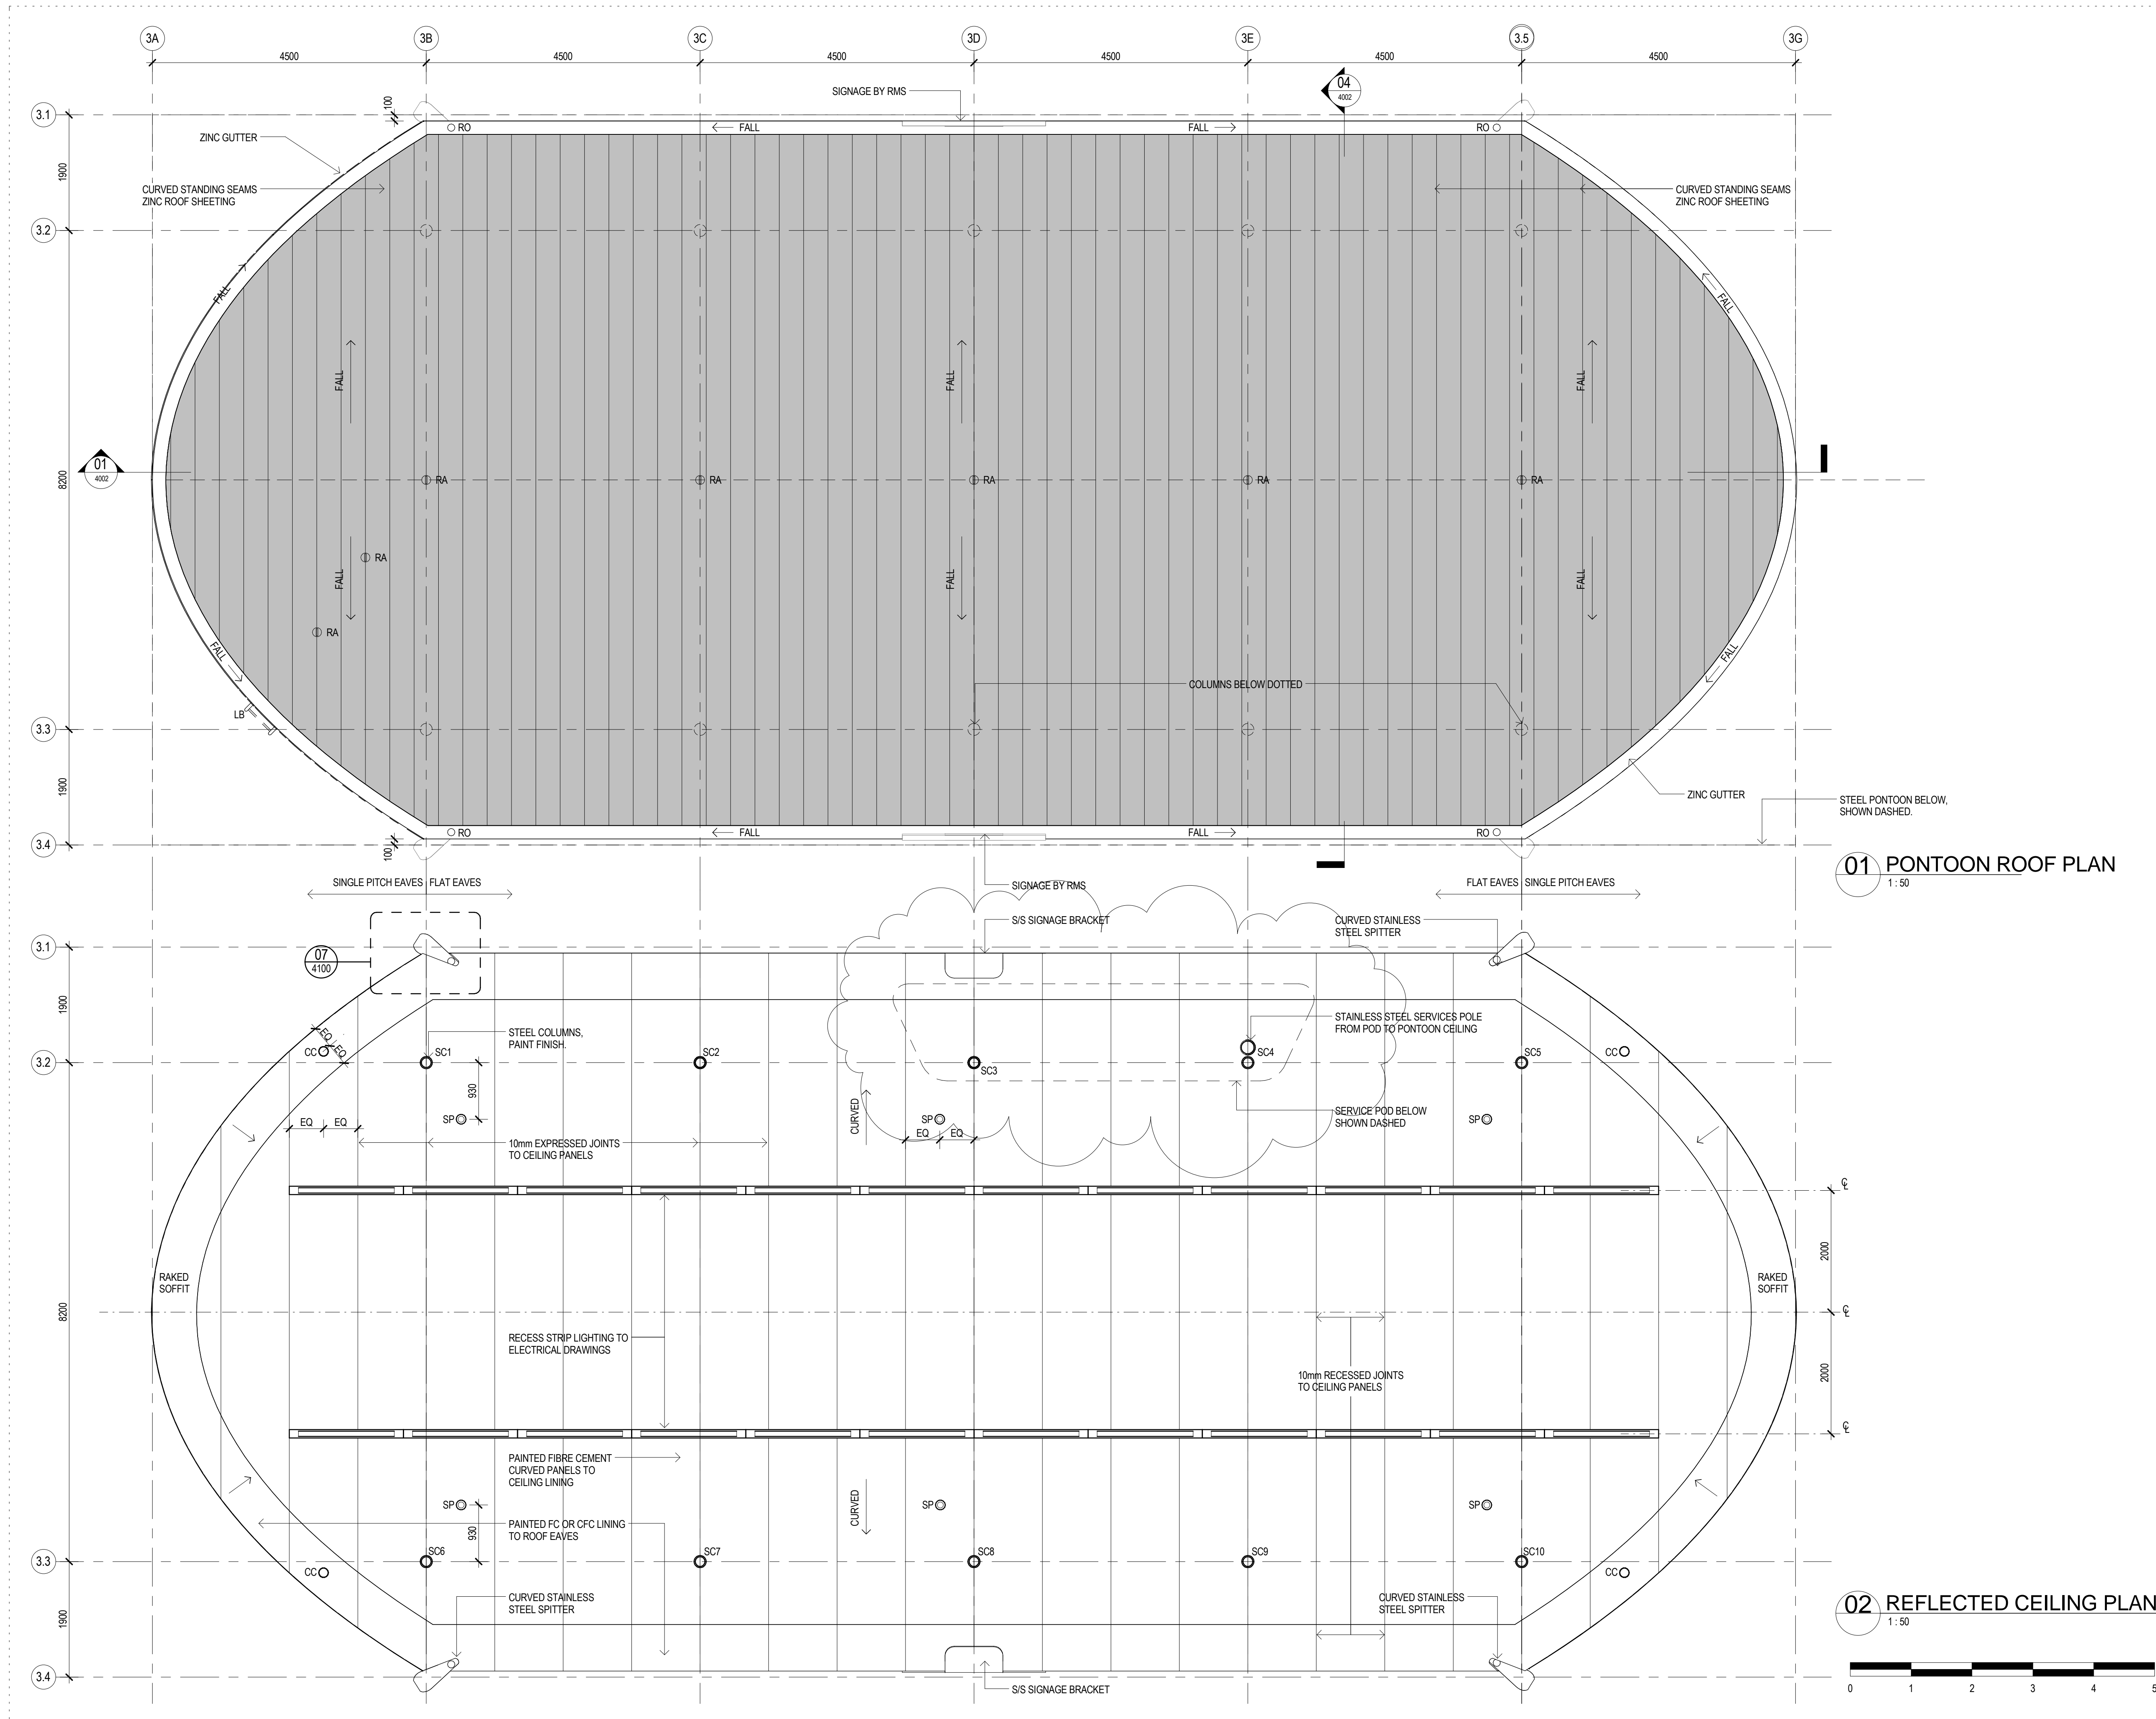 3A
3B
3C
3D
3E
3.5
3G
4500
4500
4500
4500
4500
4500
3.1
100
SIGNAGE BY RMS
04
4002
ZINC GUTTER
RO
FALL
FALL
RO
1900
CURVED STANDING SEAMS
ZINC ROOF SHEETING
CURVED STANDING SEAMS
ZINC ROOF SHEETING
3.2
FALL
FALL
FALL
FALL
FALL
01
4002
8200
RA
RA
RA
RA
RA
RA
FALL
FALL
FALL
RA
FALL
FALL
COLUMNS BELOW DOTTED
LB
3.3
1900
ZINC GUTTER
STEEL PONTOON BELOW,
SHOWN DASHED.
RO
FALL
FALL
RO
3.4
100
01
PONTOON ROOF PLAN
1 : 50
SINGLE PITCH EAVES
FLAT EAVES
SIGNAGE BY RMS
FLAT EAVES
SINGLE PITCH EAVES
S/S SIGNAGE BRACKET
CURVED STAINLESS
STEEL SPITTER
3.1
07
4100
1900
STAINLESS STEEL SERVICES POLE
FROM POD TO PONTOON CEILING
STEEL COLUMNS,
PAINT FINISH.
EQ
EQ
CC
SC1
SC2
SC3
SC4
SC5
CC
3.2
930
SP
SP
SP
CURVED
SERVICE POD BELOW
SHOWN DASHED
EQ
EQ
EQ
EQ
10mm EXPRESSED JOINTS
TO CEILING PANELS
CL
2000
RAKED
SOFFIT
RAKED
SOFFIT
8200
CL
RECESS STRIP LIGHTING TO
ELECTRICAL DRAWINGS
10mm RECESSED JOINTS
TO CEILING PANELS
2000
CL
PAINTED FIBRE CEMENT
CURVED PANELS TO
CEILING LINING
SP
SP
SP
CURVED
930
PAINTED FC OR CFC LINING
TO ROOF EAVES
3.3
SC6
SC7
SC8
SC9
SC10
CC
CC
CURVED STAINLESS
STEEL SPITTER
CURVED STAINLESS
STEEL SPITTER
1900
02
REFLECTED CEILING PLAN
1 : 50
3.4
S/S SIGNAGE BRACKET
0
1
2
3
4
5